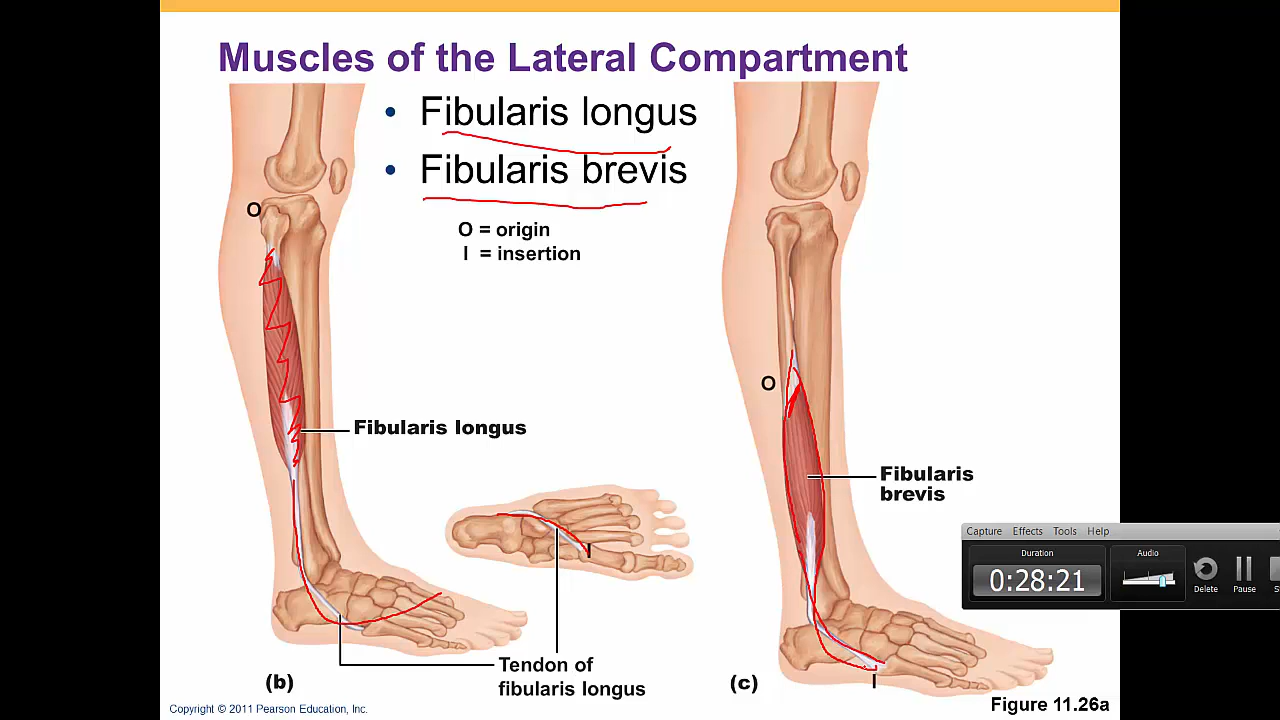 Muscles of the Lateral Compartment
• Fibularis longus
• Fibularis brevis
O = origin
I = insertion
O
Fibularis longus
I
Tendon of
fibularis longus
(b)
O
Fibularis
brevis
I
(c)
Capture Effects Tools Help
Duration
0:28:21
Audio
Delete
Pause
Figure 11.26a
Copyright © 2011 Pearson Education, Inc.